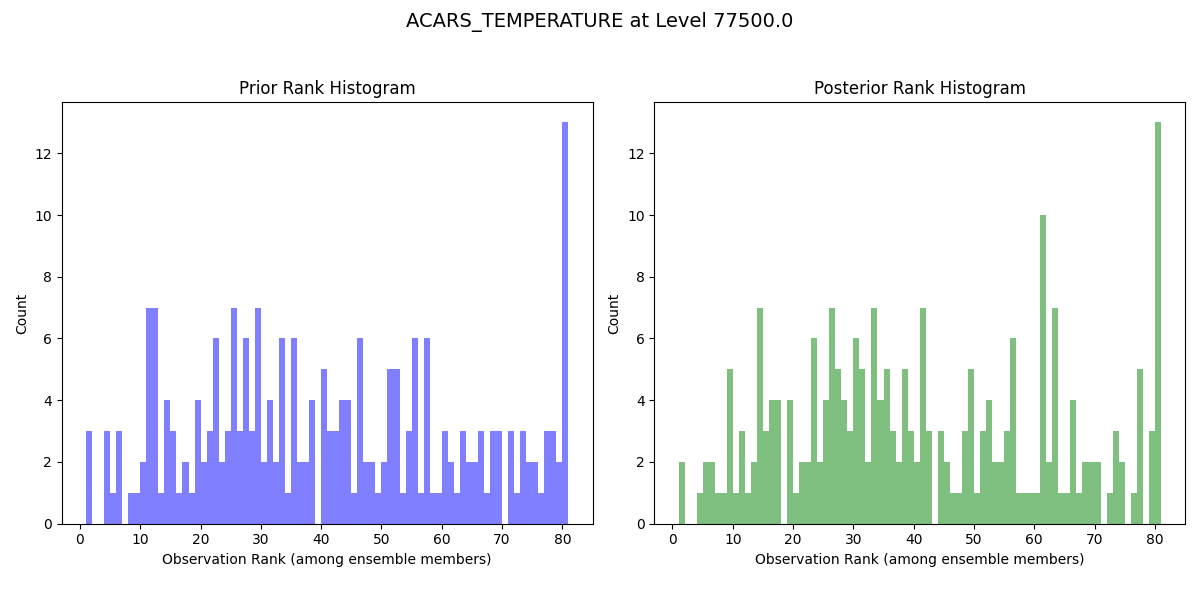 ACARS_TEMPERATURE at Level 77500.0
Prior Rank Histogram
Count
12
10
8
6
4
2
0
0 10 20 30 40 50 60 70 80
Observation Rank (among ensemble members)
Posterior Rank Histogram
Count
12
10
8
6
4
2
0
0 10 20 30 40 50 60 70 80
Observation Rank (among ensemble members)